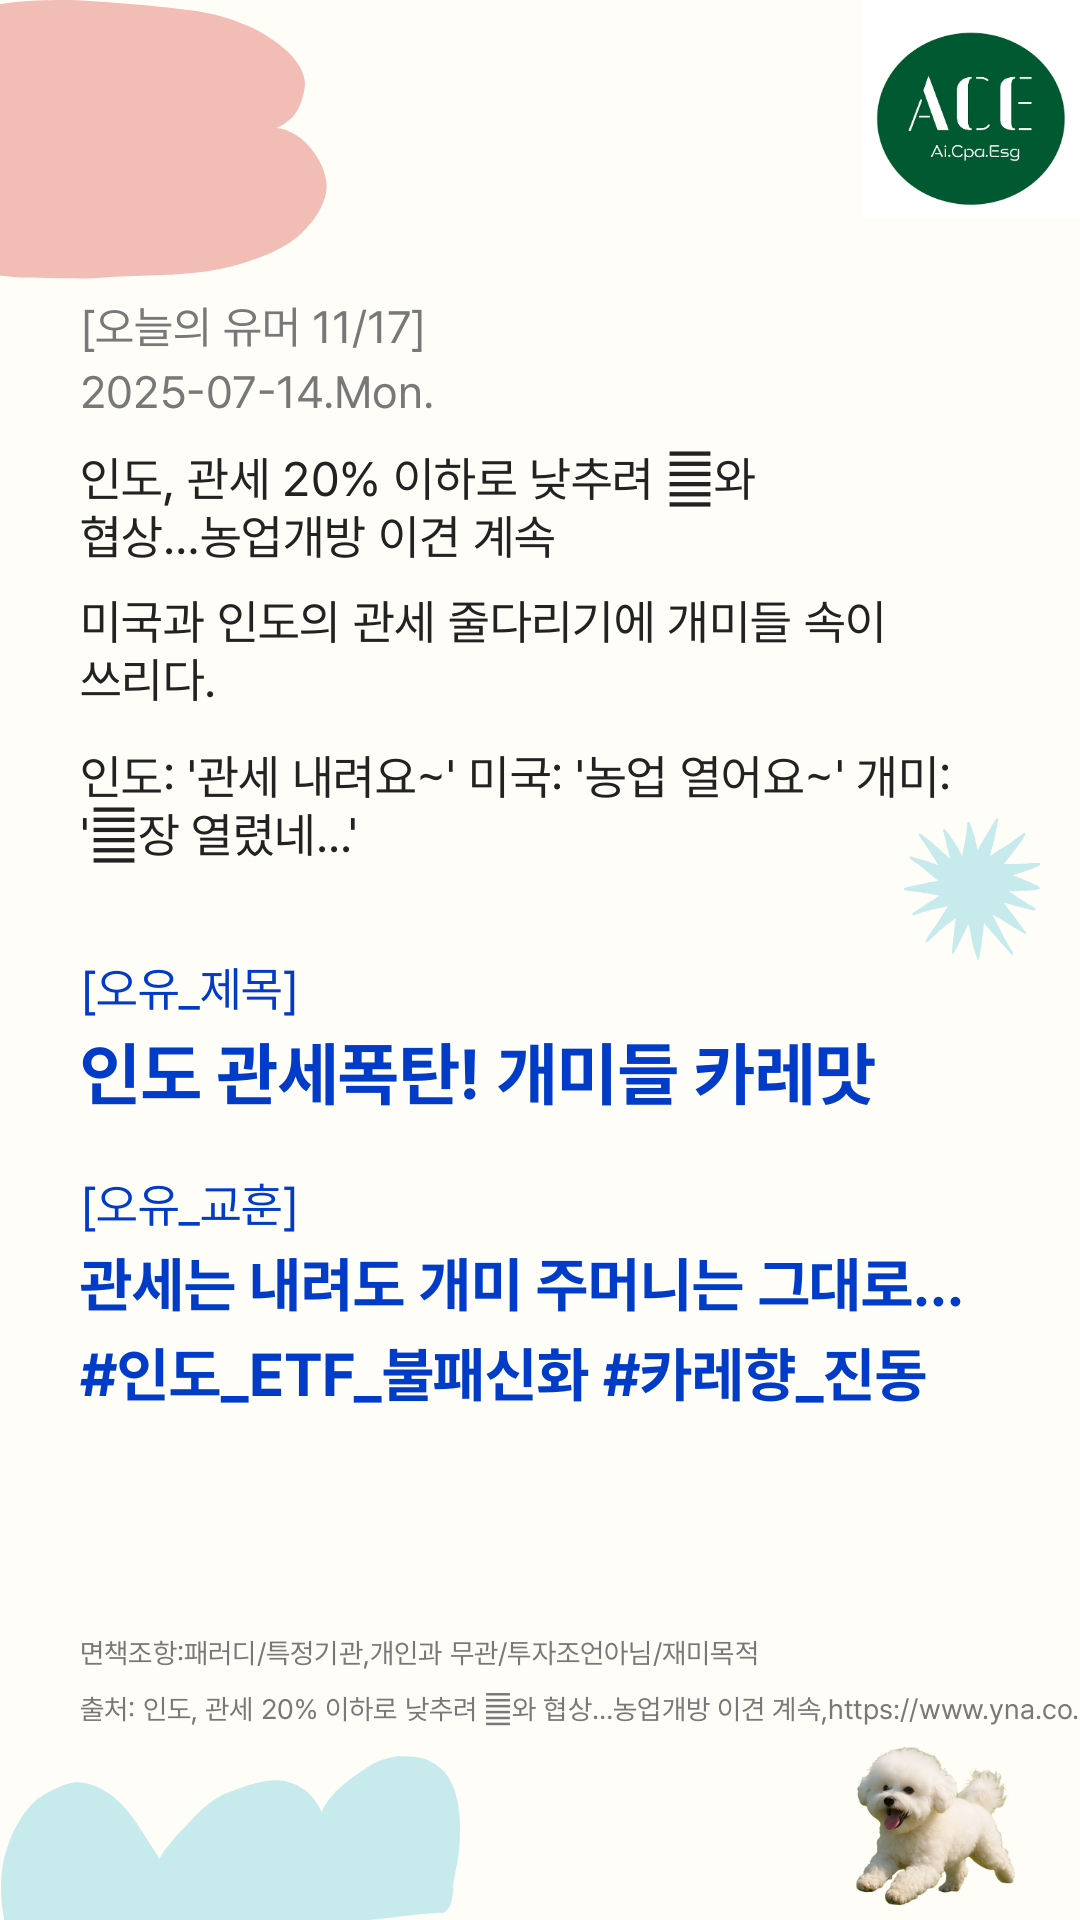 ACE
Ai.Cpa.Esg
[오늘의 유머 11/17]
2025-07-14.Mon.
인도, 관세 20% 이하로 낮추려 와
협상...농업개방 이견 계속
미국과 인도의 관세 줄다리기에 개미들 속이
쓰리다.
인도: '관세 내려요~' 미국: '농업 열어요~' 개미:
'장 열렸네...'
[오유_제목]
인도 관세폭탄! 개미들 카레맛
[오유_교훈]
관세는 내려도 개미 주머니는 그대로...
#인도_ETF_불패신화 #카레향_진동
면책조항:패러디/특정기관,개인과 무관/투자조언아님/재미목적
출처: 인도, 관세 20% 이하로 낮추려 와 협상...농업개방 이견 계속,https://www.yna.co.